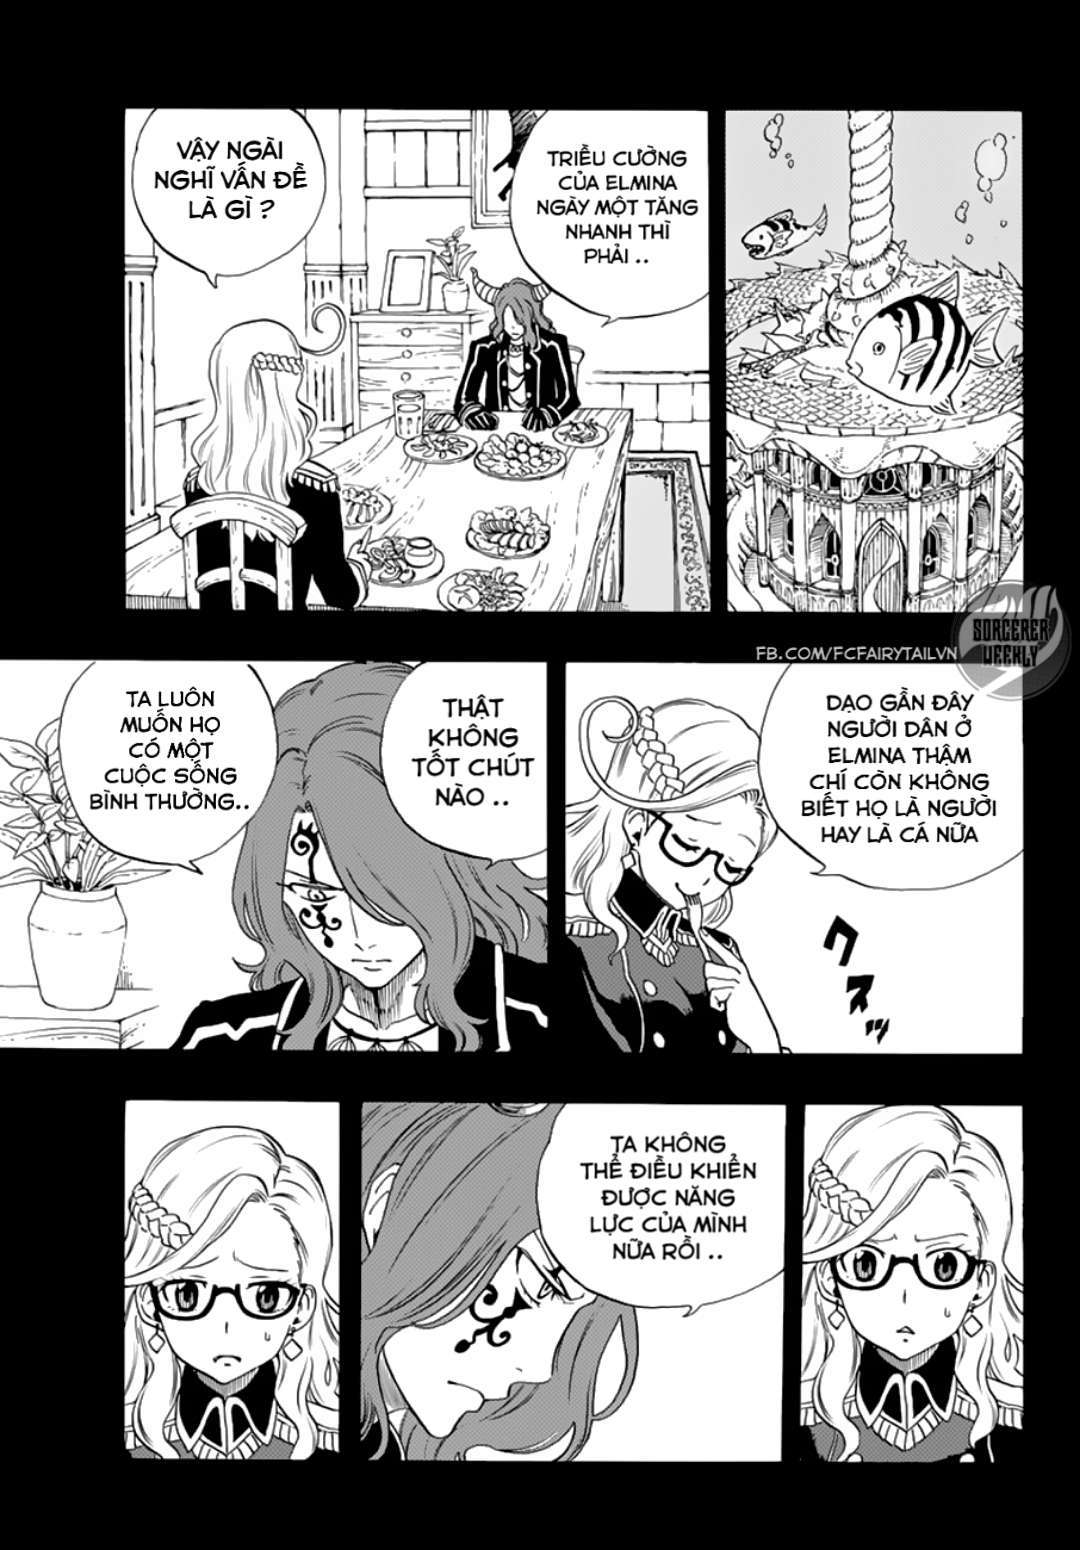 TRIỀU CƯỜNG
CỦA ELMINA
NGÀY MỘT TĂNG
NHANH THÌ
PHẢI ..
VẬY NGÀI
NGHĨ VẤN ĐỀ
LÀ GÌ ?
FB.COM/FCFAIRYTAILVN
SORCERER
WEEKLY
DẠO GẦN ĐÂY
NGƯỜI DÂN Ở
ELMINA THẬM
CHÍ CÒN KHÔNG
BIẾT HỌ LÀ NGƯỜI
HAY LÀ CÁ NỮA
クスッ
THẬT
KHÔNG
TỐT CHÚT
NÀO ..
TA LUÔN
MUỐN HỌ
CÓ MỘT
CUỘC SỐNG
BÌNH THƯỜNG..
TA KHÔNG
THỂ ĐIỀU KHIỂN
ĐƯỢC NĂNG
LỰC CỦA MÌNH
NỮA RỒI ..